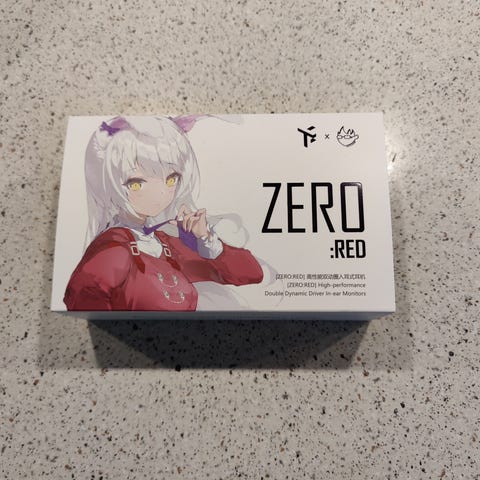 x
ZERO
:RED
[ZERO:RED] 高性能双动圈入耳式耳机
[ZERO:RED] High-performance
Double Dynamic Driver In-ear Monitors